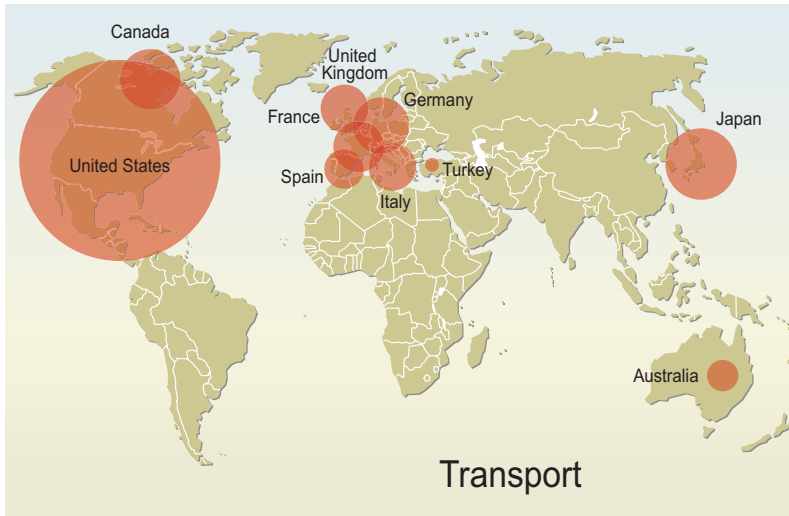 Canada
United
Kingdom
France
Germany
Japan
United States
Spain
Turkey
Italy
Australia
Transport